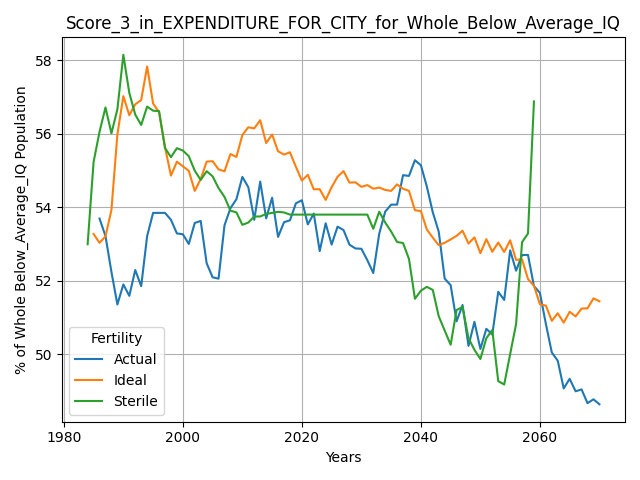 Score_3_in_EXPENDITURE_FOR_CITY_for_Whole_Below_Average_IQ
% of Whole Below_Average_IQ Population
58
56
54
52
50
Fertility
Actual
Ideal
Sterile
1980
2000
2020
2040
2060
Years